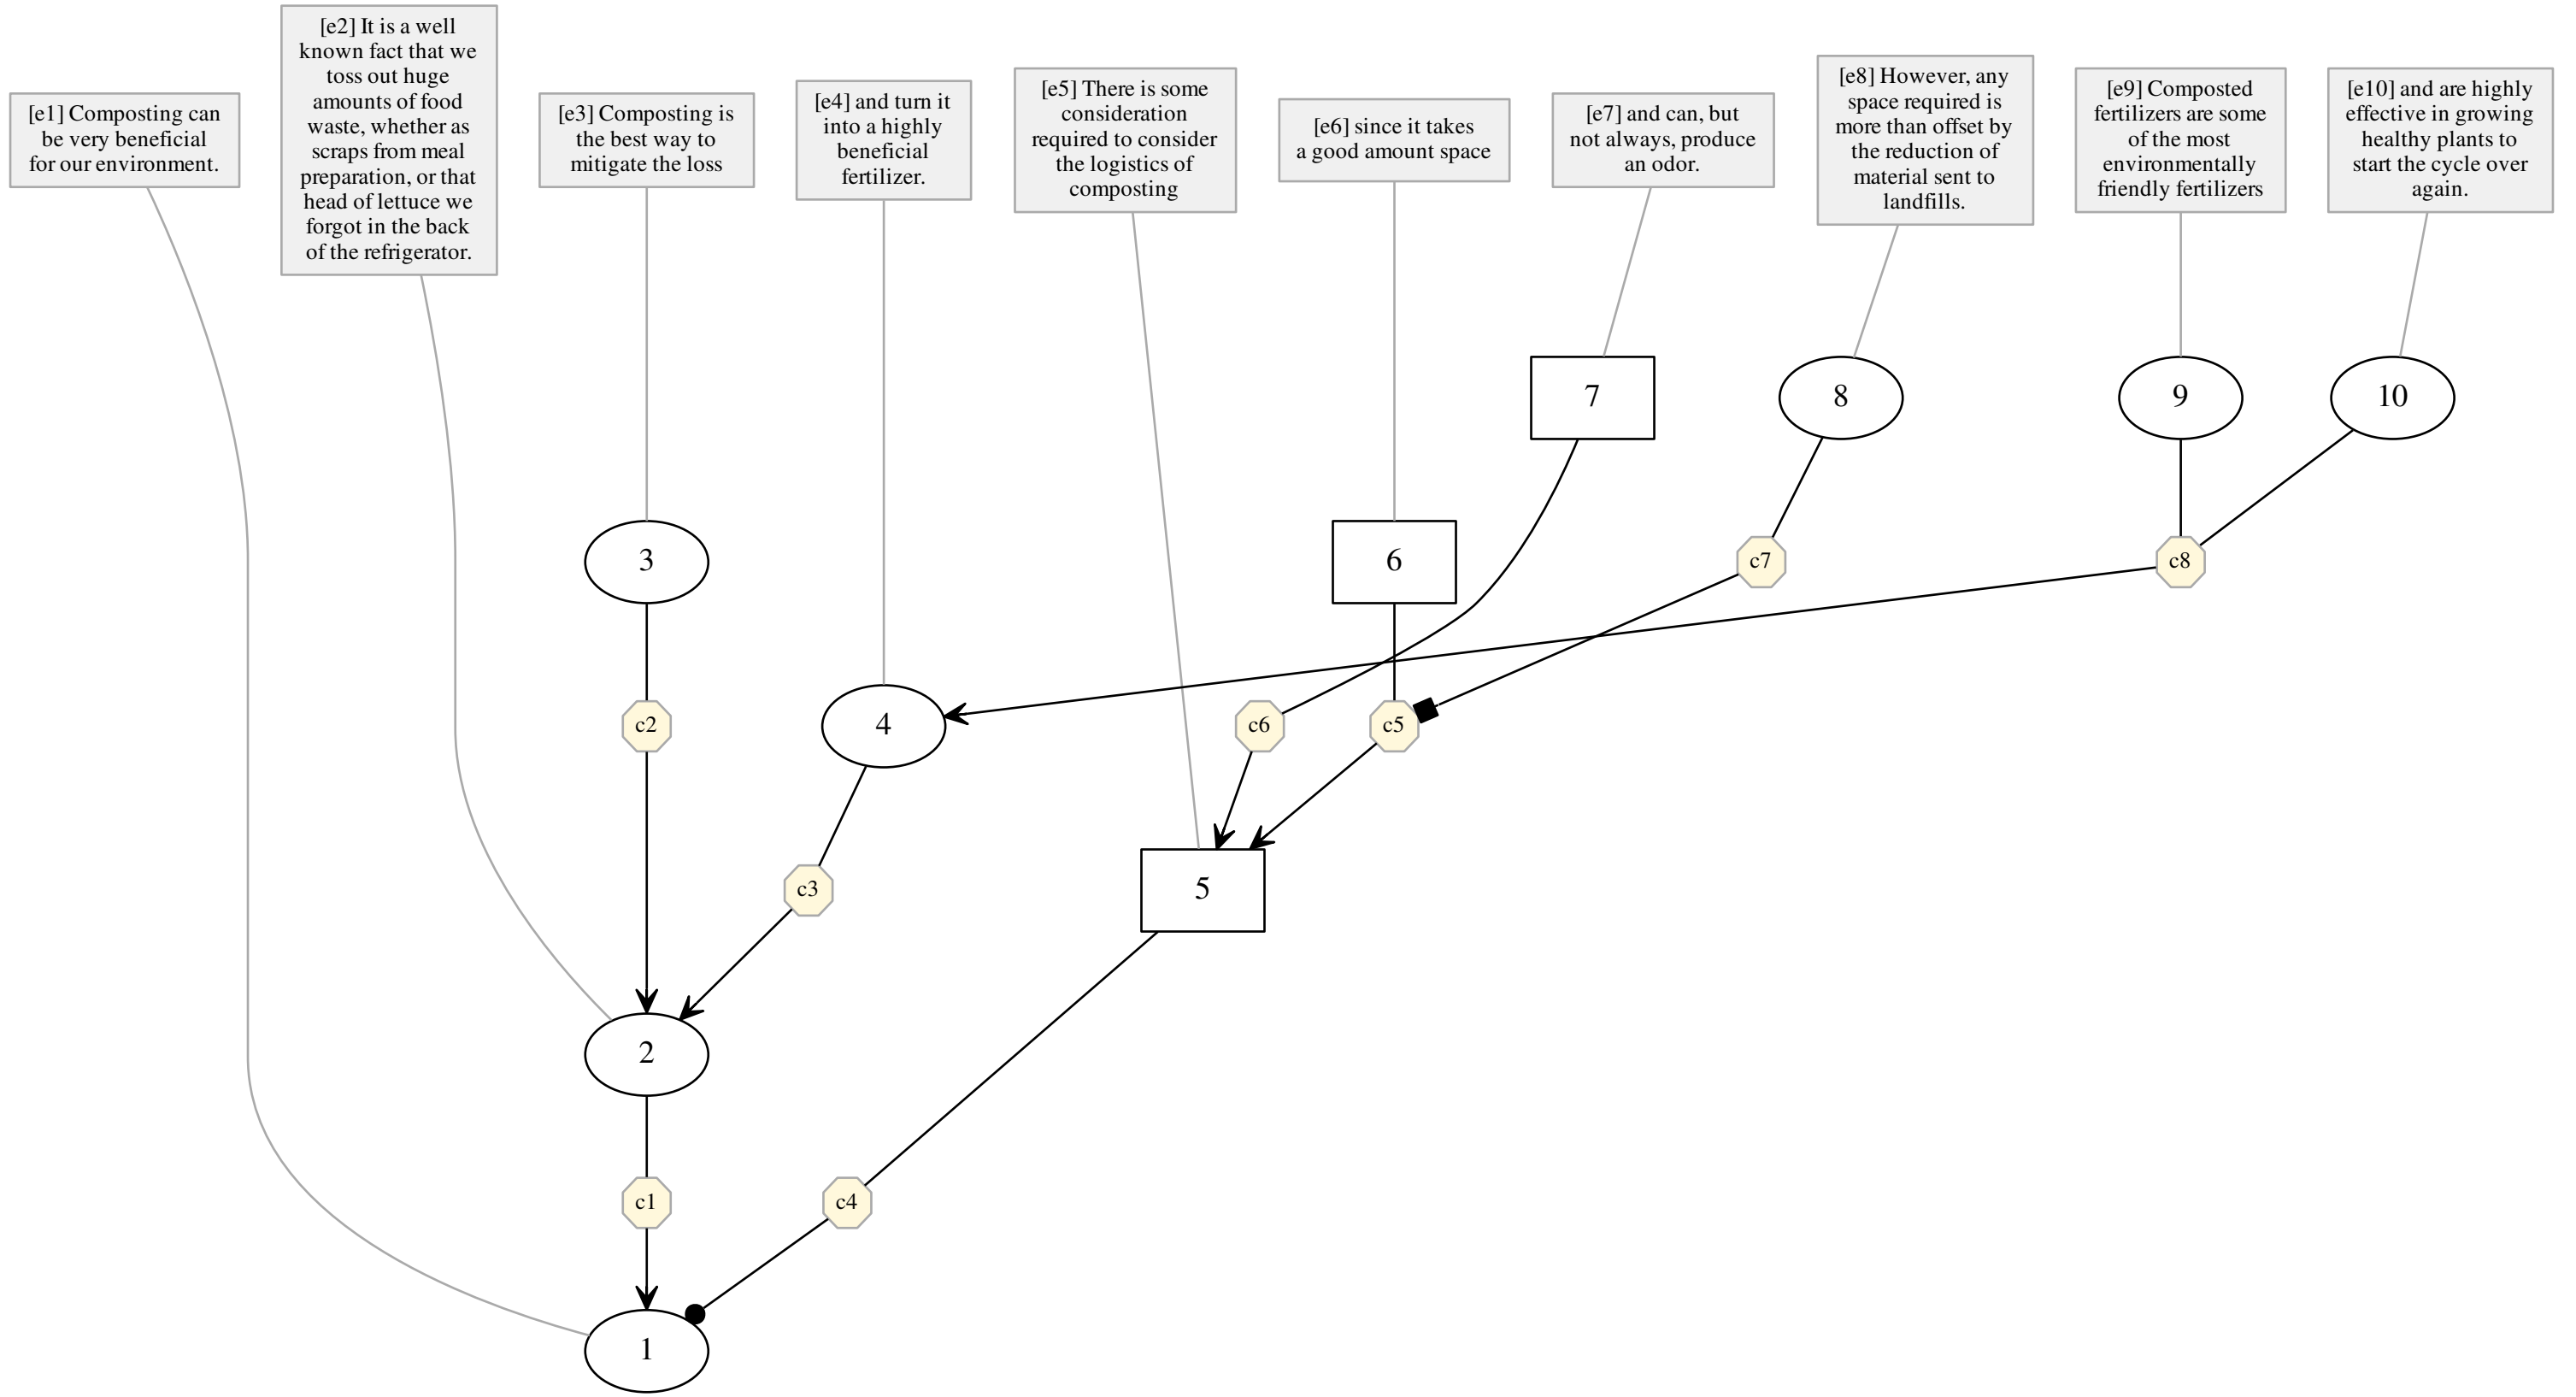 [e1] Composting can
be very beneficial
for our environment.
[e2] It is a well
known fact that we
toss out huge
amounts of food
waste, whether as
scraps from meal
preparation, or that
head of lettuce we
forgot in the back
of the refrigerator.
[e3] Composting is
the best way to
mitigate the loss
[e4] and turn it
into a highly
beneficial
fertilizer.
[e5] There is some
consideration
required to consider
the logistics of
composting
[e6] since it takes
a good amount space
[e7] and can, but
not always, produce
an odor.
[e8] However, any
space required is
more than offset by
the reduction of
material sent to
landfills.
[e9] Composted
fertilizers are some
of the most
environmentally
friendly fertilizers
[e10] and are highly
effective in growing
healthy plants to
start the cycle over
again.
7
8
9
10
3
6
c7
c8
c2
4
c6
c5
c3
5
2
c1
c4
1